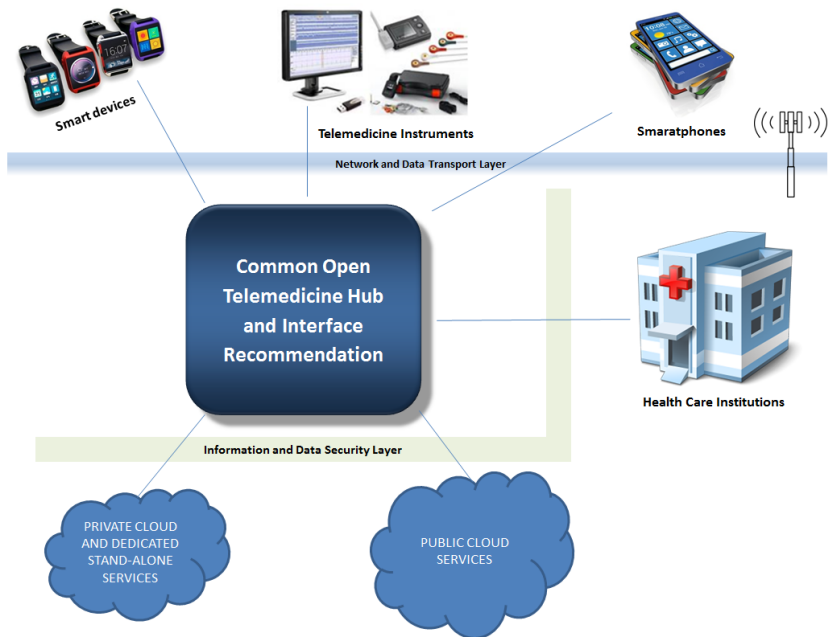 Smart devices
Telemedicine Instruments
Smaratphones
Network and Data Transport Layer
Common Open
Telemedicine Hub
and Interface
Recommendation
Health Care Institutions
Information and Data Security Layer
PRIVATE CLOUD
AND DEDICATED
STAND-ALONE
SERVICES
PUBLIC CLOUD
SERVICES